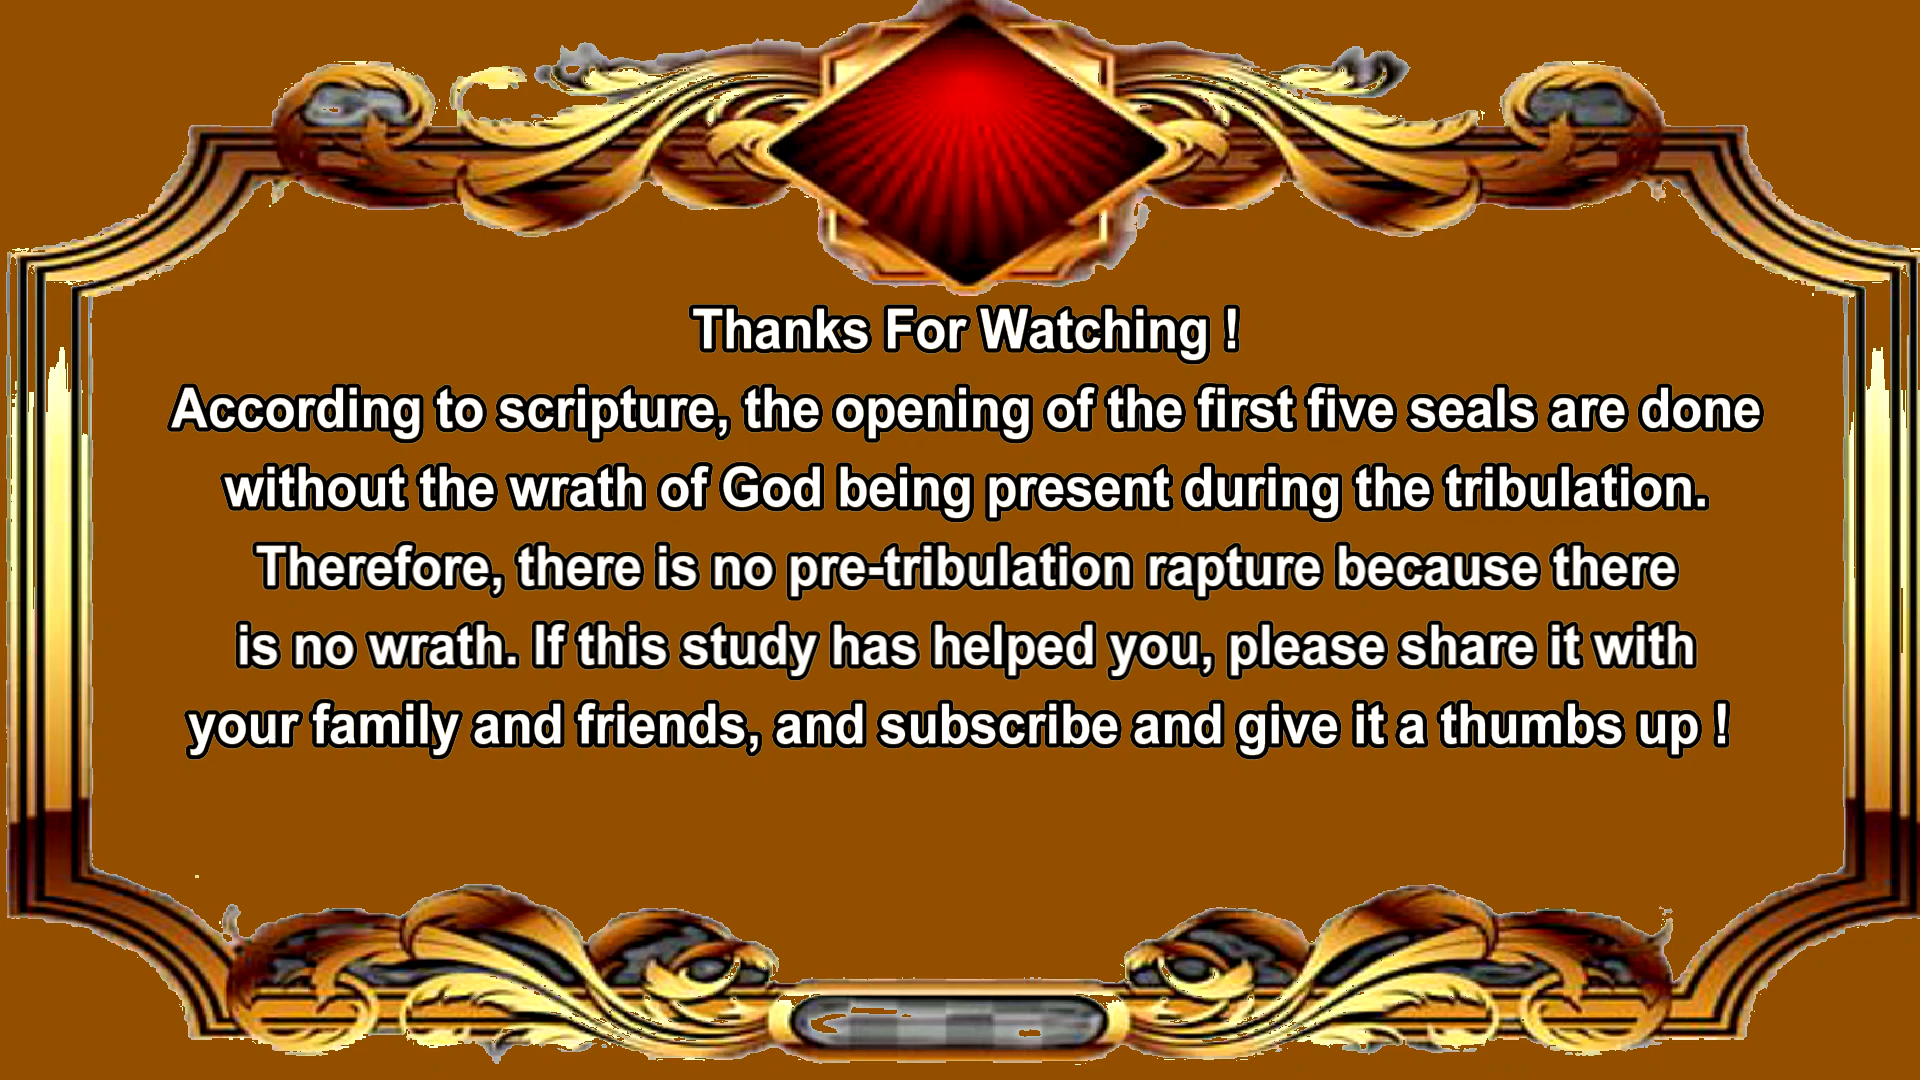 Thanks For Watching !
According to scripture, the opening of the first five seals are done
without the wrath of God being present during the tribulation.
Therefore, there is no pre-tribulation rapture because there
is no wrath. If this study has helped you, please share it with
your family and friends, and subscribe and give it a thumbs up !